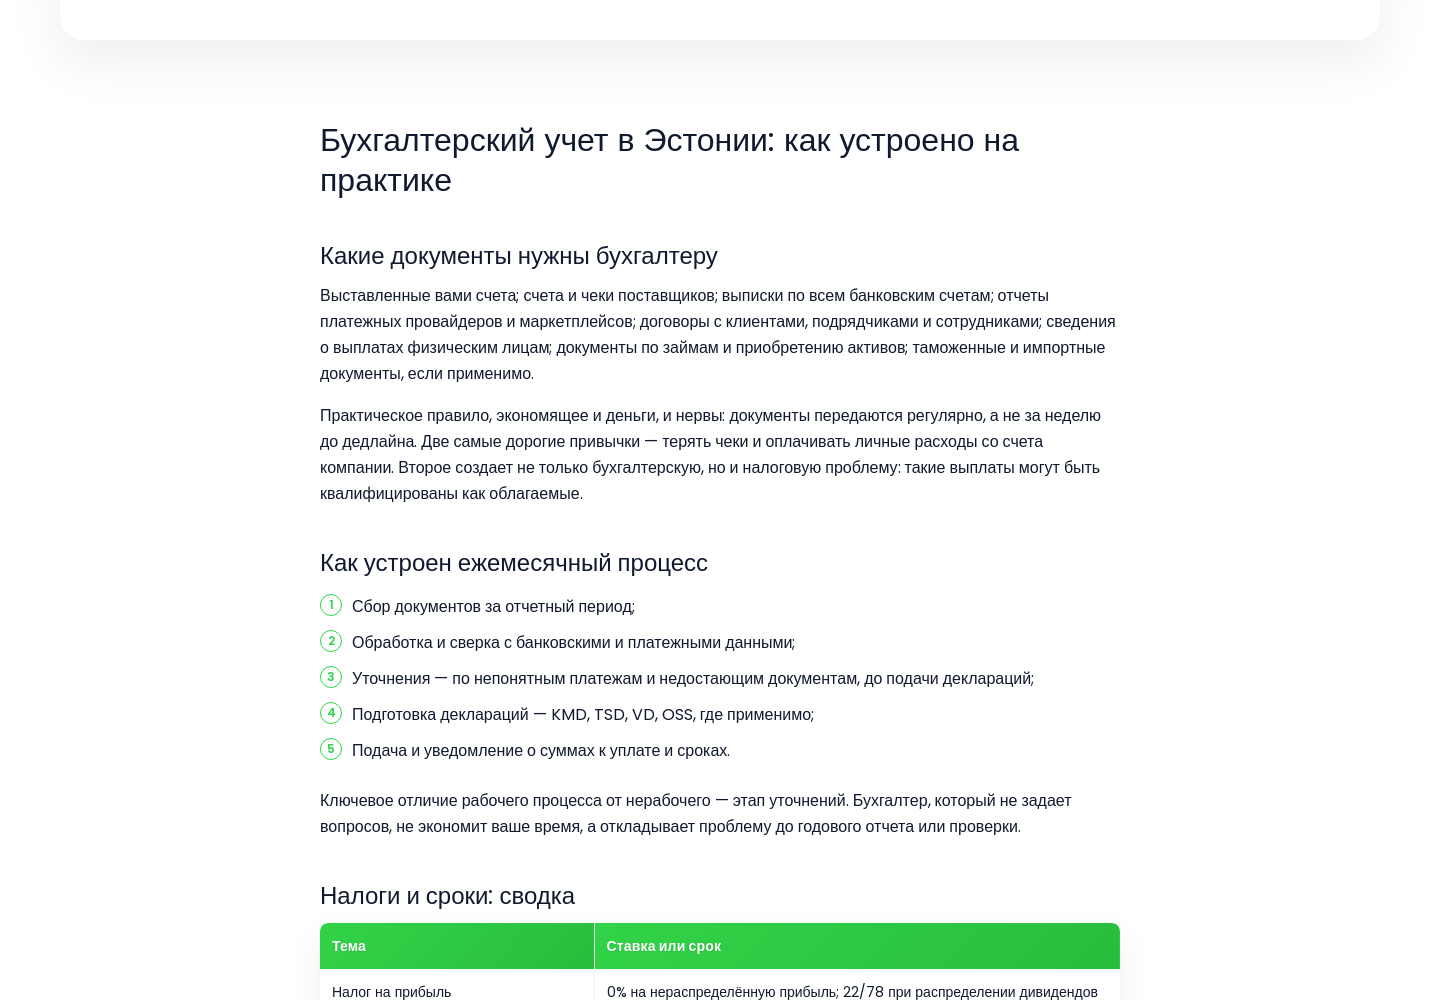 Бухгалтерский учет в Эстонии: как устроено на
практике
Какие документы нужны бухгалтеру
Выставленные вами счета; счета и чеки поставщиков; выписки по всем банковским счетам; отчеты
платежных провайдеров и маркетплейсов; договоры с клиентами, подрядчиками и сотрудниками; сведения
о выплатах физическим лицам; документы по займам и приобретению активов; таможенные и импортные
документы, если применимо.
Практическое правило, экономящее и деньги, и нервы: документы передаются регулярно, а не за неделю
до дедлайна. Две самые дорогие привычки — терять чеки и оплачивать личные расходы со счета
компании. Второе создает не только бухгалтерскую, но и налоговую проблему: такие выплаты могут быть
квалифицированы как облагаемые.
Как устроен ежемесячный процесс
1 Сбор документов за отчетный период;
2 Обработка и сверка с банковскими и платежными данными;
3 Уточнения — по непонятным платежам и недостающим документам, до подачи деклараций;
4 Подготовка деклараций — KMD, TSD, VD, OSS, где применимо;
5 Подача и уведомление о суммах к уплате и сроках.
Ключевое отличие рабочего процесса от нерабочего — этап уточнений. Бухгалтер, который не задает
вопросов, не экономит ваше время, а откладывает проблему до годового отчета или проверки.
Налоги и сроки: сводка
Тема Ставка или срок
Налог на прибыль 0% на нераспределённую прибыль; 22/78 при распределении дивидендов